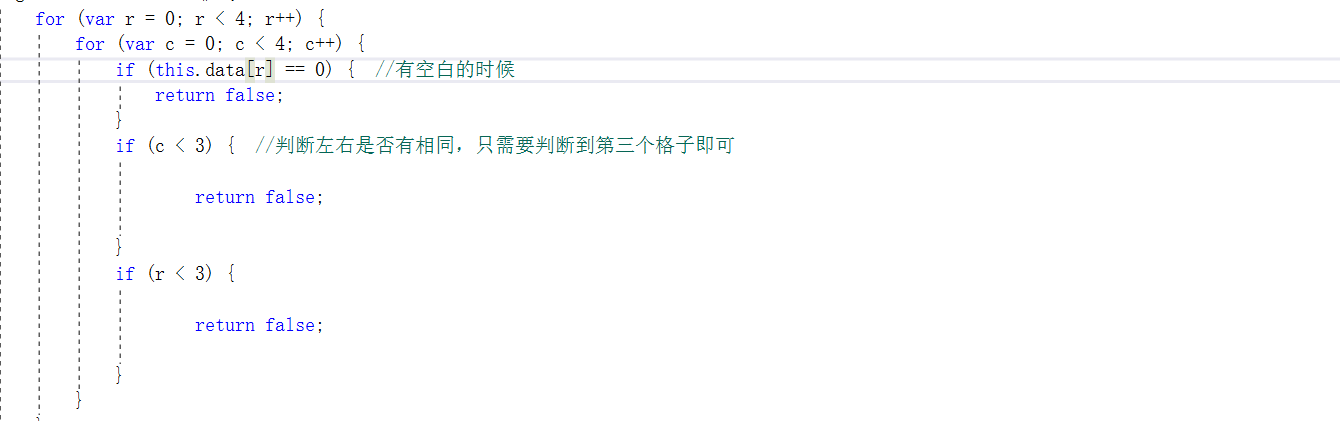 for (var r = 0; r < 4; r++) {
for (var c = 0; c < 4; c++) {
if (this.data[r] == 0) {  //有空白的时候
return false;
}
if (c < 3) {  //判断左右是否有相同，只需要判断到第三个格子即可
return false;
}
if (r < 3) {
return false;
}
}